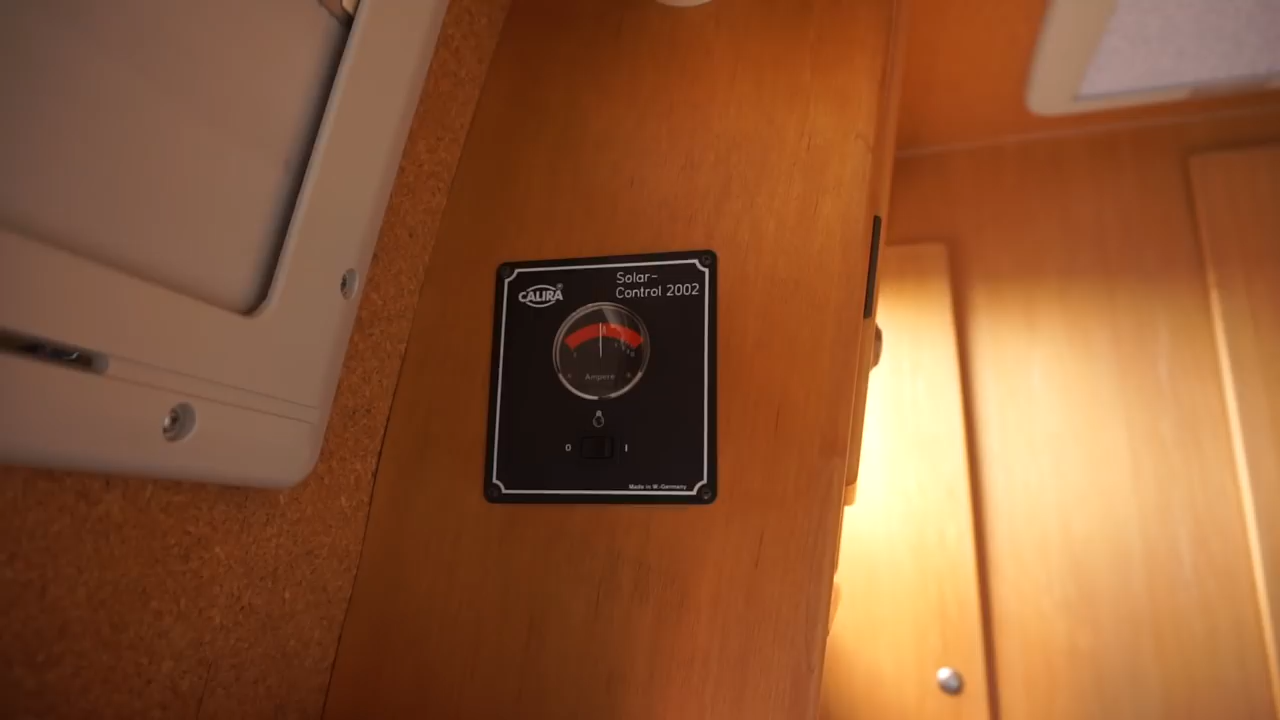 CALIRA®
Solar-
Control 2002
Ampere
0 I
Made in W.-Germany